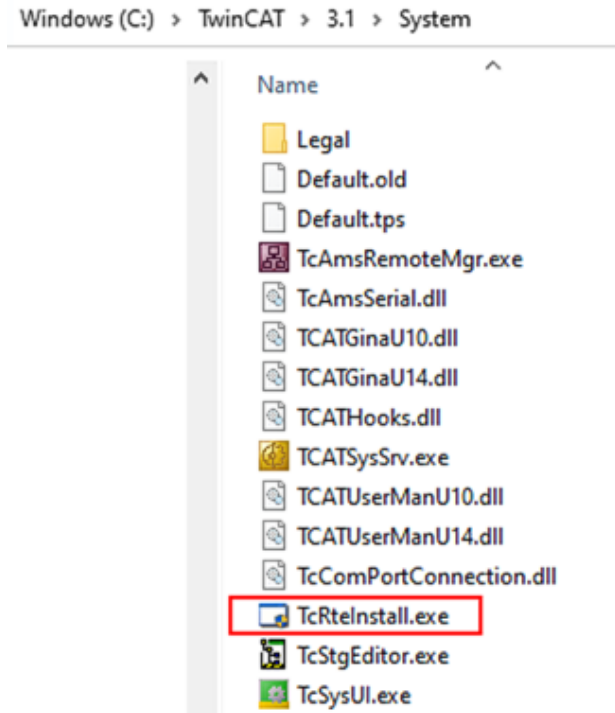 Windows (C:) > TwinCAT > 3.1 > System
Name
Legal
Default.old
Default.tps
TcAmsRemoteMgr.exe
TcAmsSerial.dll
TCATGinaU10.dll
TCATGinaU14.dll
TCATHooks.dll
TCATSysSrv.exe
TCATUserManU10.dll
TCATUserManU14.dll
TcComPortConnection.dll
TcRteInstall.exe
TcStgEditor.exe
TcSysUI.exe